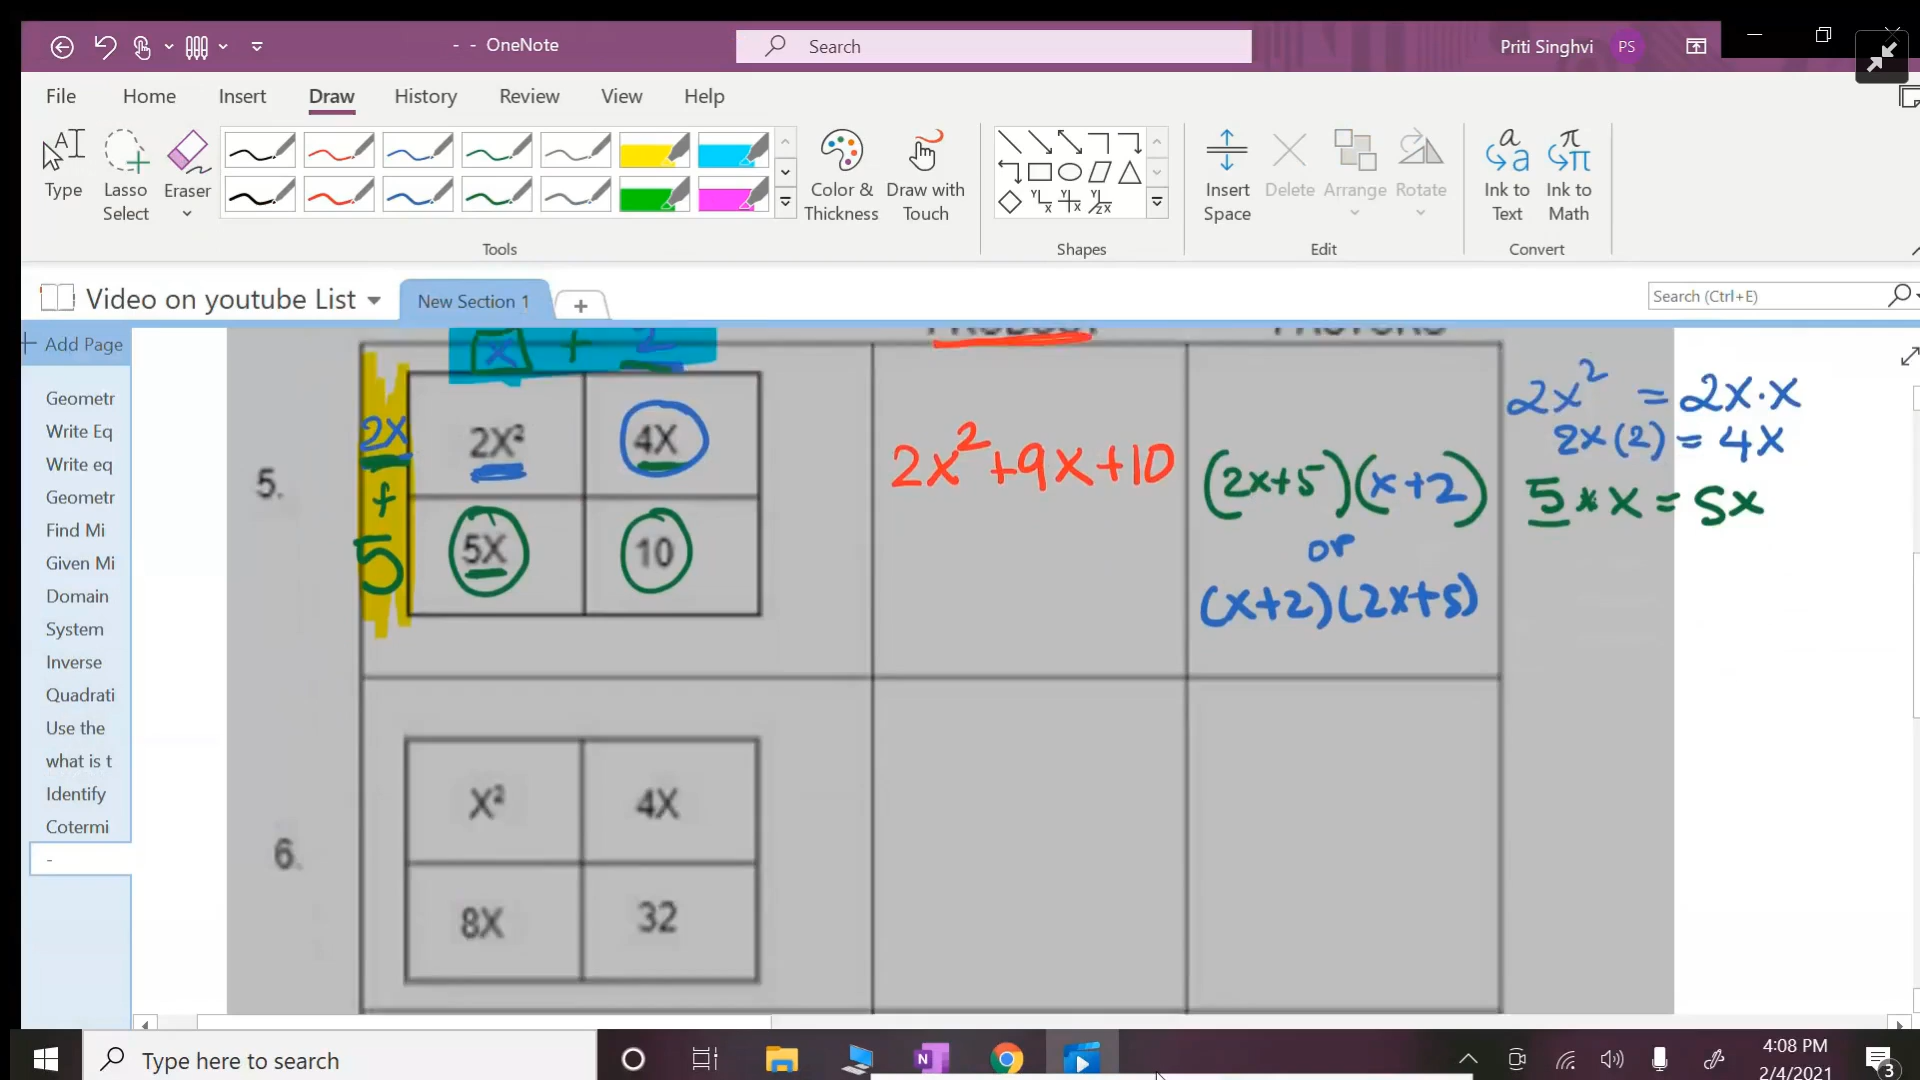 - - OneNote
Search
Priti Singhvi
PS
File Home Insert Draw History Review View Help
Type
Lasso Select
Eraser
Color & Thickness
Draw with Touch
Insert Space
Delete
Arrange
Rotate
Ink to Text
Ink to Math
Tools
Shapes
Edit
Convert
Video on youtube List
New Section 1
Search (Ctrl+E)
Add Page
Geometr
Write Eq
Write eq
Geometr
Find Mi
Given Mi
Domain
System
Inverse
Quadrati
Use the
what is t
Identify
Cotermi
-
PRODUCT FACTORS
x + 2
5.
2x + 5
2X² 4X
5X 10
2x²+9x+10
(2x+5)(x+2)
or
(x+2)(2x+5)
2x² = 2x·x
2x(2) = 4x
5*x = 5x
6.
X² 4X
8X 32
Type here to search
4:08 PM
2/4/2021
3